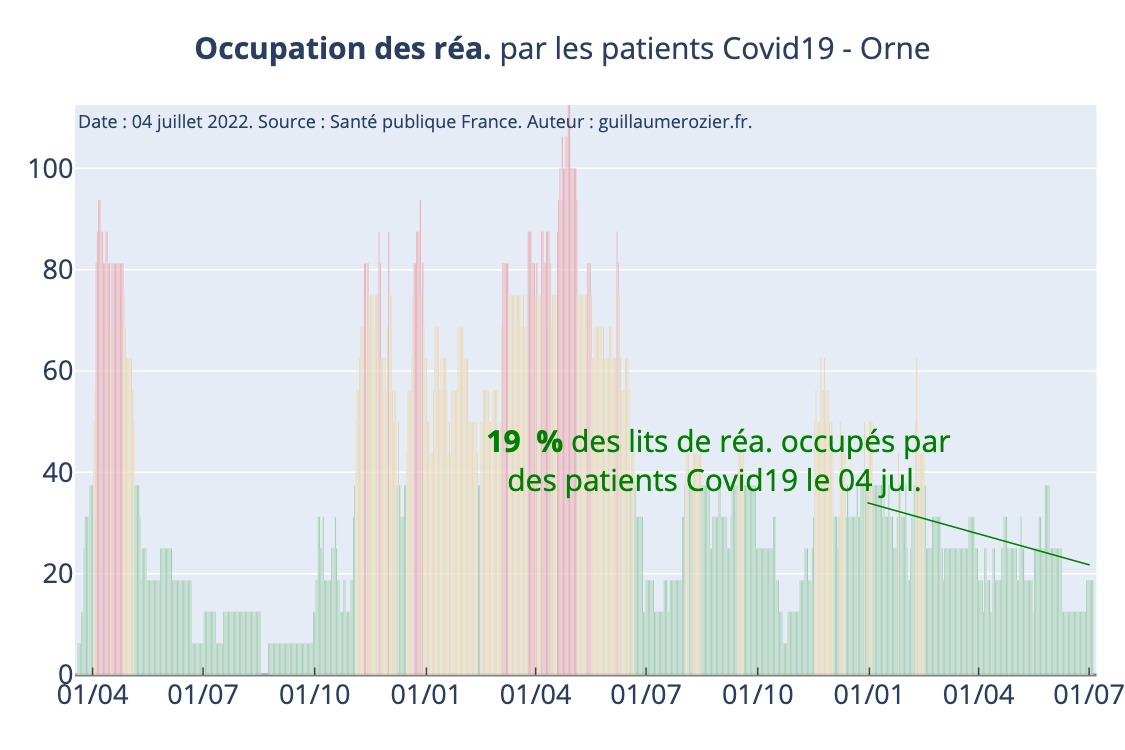 Occupation des réa. par les patients Covid19 - Orne
Date : 04 juillet 2022. Source : Santé publique France. Auteur : guillaumerozier.fr.
100
80
60
40
20
0
19 % des lits de réa. occupés par
des patients Covid19 le 04 jul.
01/04 01/07 01/10 01/01 01/04 01/07 01/10 01/01 01/04 01/07